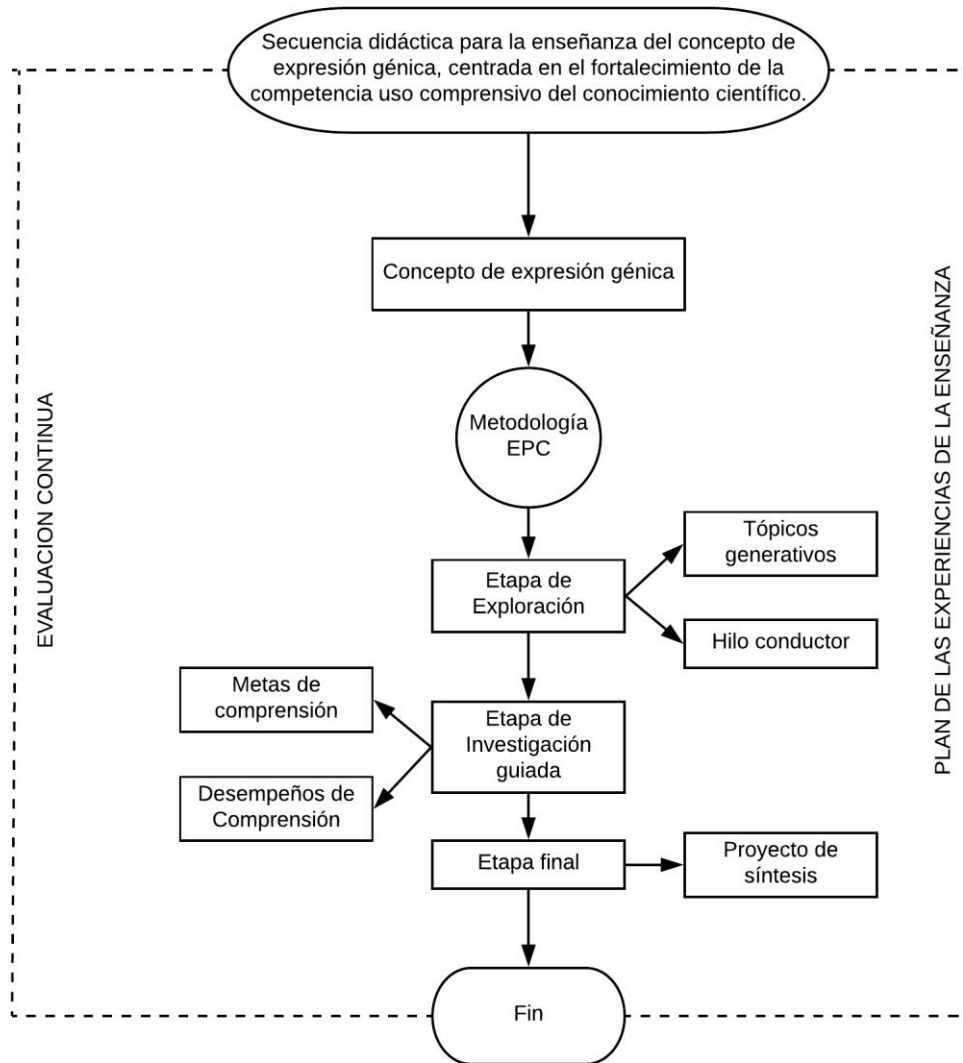 Secuencia didáctica para la enseñanza del concepto de
expresión génica, centrada en el fortalecimiento de la
competencia uso comprensivo del conocimiento científico.
Concepto de expresión génica
Metodología
EPC
Etapa de
Exploración
Tópicos
generativos
Hilo conductor
Etapa de
Investigación
guiada
Metas de
comprensión
Desempeños de
Comprensión
Etapa final
Proyecto de
síntesis
Fin
EVALUACION CONTINUA
PLAN DE LAS EXPERIENCIAS DE LA ENSEÑANZA